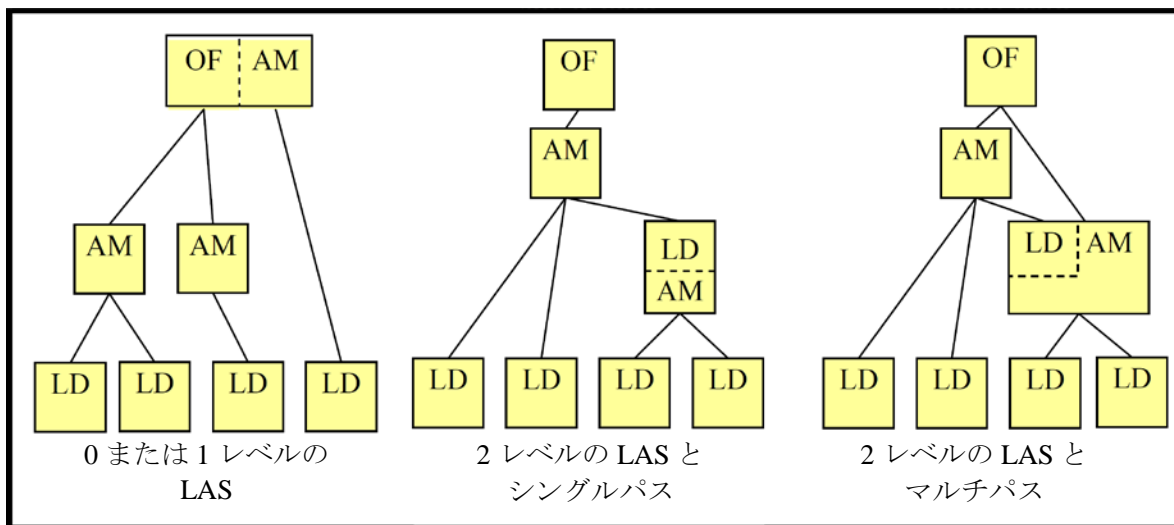 OF AM
AM AM
LD LD LD LD
0 または 1 レベルの
LAS
OF
AM
LD
AM
LD LD LD LD
2 レベルの LAS と
シングルパス
OF
AM
LD AM
LD LD LD LD
2 レベルの LAS と
マルチパス